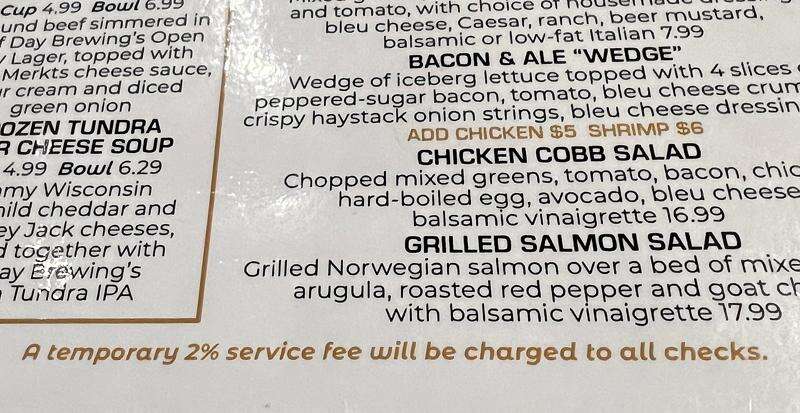 Cup 4.99 Bowl 6.99
und beef simmered in
f Day Brewing's Open
Lager, topped with
Merkts cheese sauce,
r cream and diced
green onion
OZEN TUNDRA
R CHEESE SOUP
4.99 Bowl 6.29
my Wisconsin
ild cheddar and
ey Jack cheeses,
d together with
ay Brewing's
Tundra IPA
and tomato, with choice of housemade dressing
bleu cheese, Caesar, ranch, beer mustard,
balsamic or low-fat Italian 7.99
BACON & ALE "WEDGE"
Wedge of iceberg lettuce topped with 4 slices
peppered-sugar bacon, tomato, bleu cheese crum
crispy haystack onion strings, bleu cheese dressin
ADD CHICKEN $5 SHRIMP $6
CHICKEN COBB SALAD
Chopped mixed greens, tomato, bacon, chic
hard-boiled egg, avocado, bleu cheese
balsamic vinaigrette 16.99
GRILLED SALMON SALAD
Grilled Norwegian salmon over a bed of mixe
arugula, roasted red pepper and goat ch
with balsamic vinaigrette 17.99
A temporary 2% service fee will be charged to all checks.